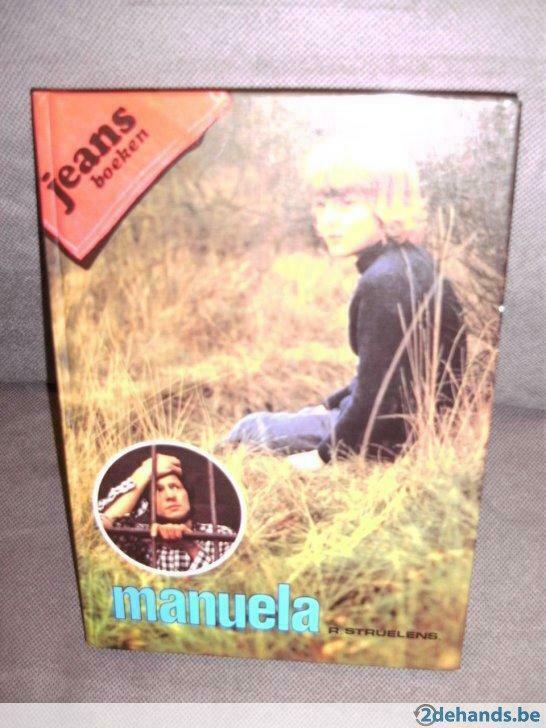 jeans
boeken
manuela
R. STRUELENS
2dehands.be